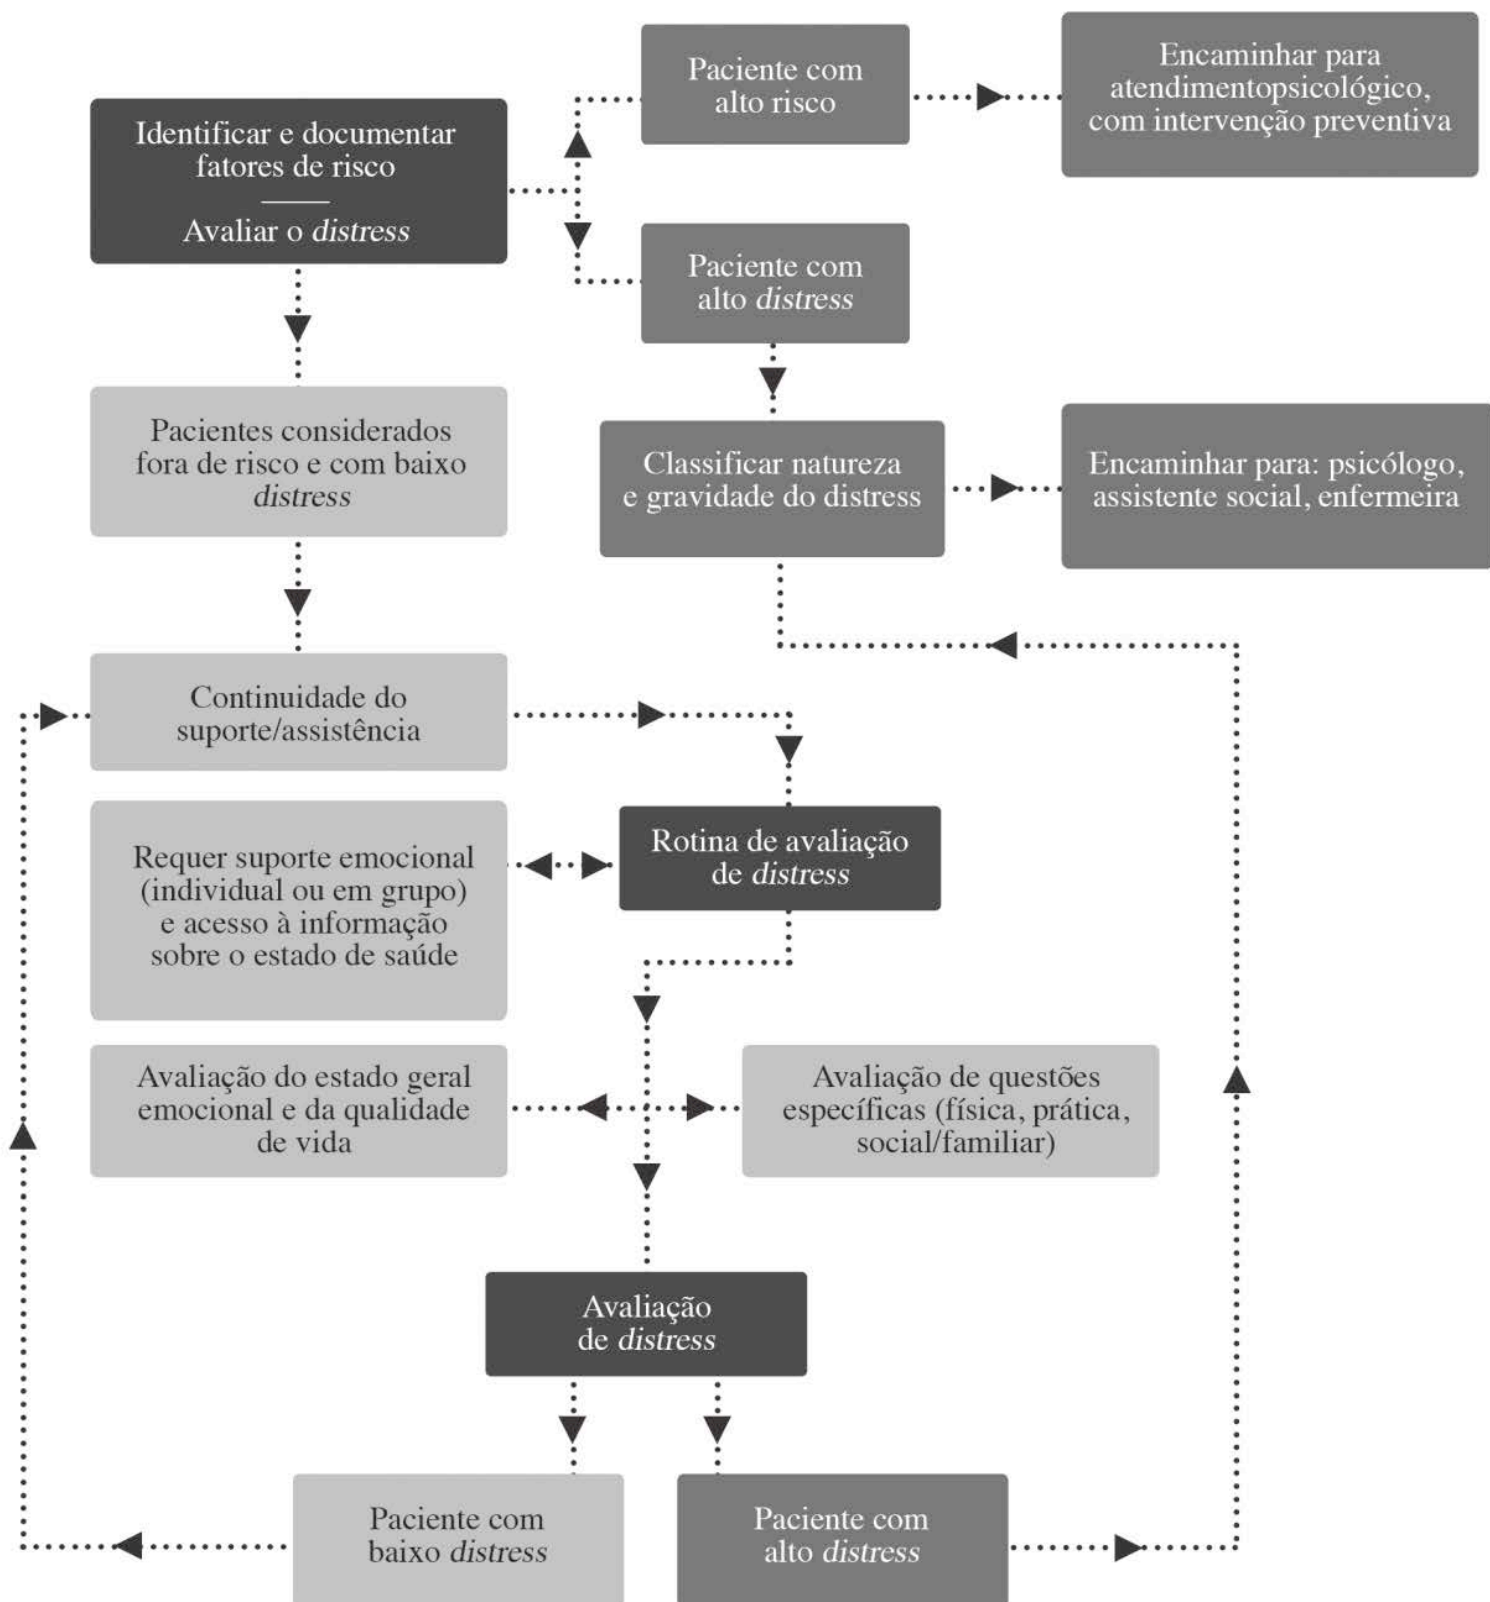 Identificar e documentar
fatores de risco
Avaliar o distress
Paciente com
alto risco
Encaminhar para
atendimentopsicológico,
com intervenção preventiva
Paciente com
alto distress
Pacientes considerados
fora de risco e com baixo
distress
Classificar natureza
e gravidade do distress
Encaminhar para: psicólogo,
assistente social, enfermeira
Continuidade do
suporte/assistência
Requer suporte emocional
(individual ou em grupo)
e acesso à informação
sobre o estado de saúde
Rotina de avaliação
de distress
Avaliação do estado geral
emocional e da qualidade
de vida
Avaliação de questões
específicas (física, prática,
social/familiar)
Avaliação
de distress
Paciente com
baixo distress
Paciente com
alto distress